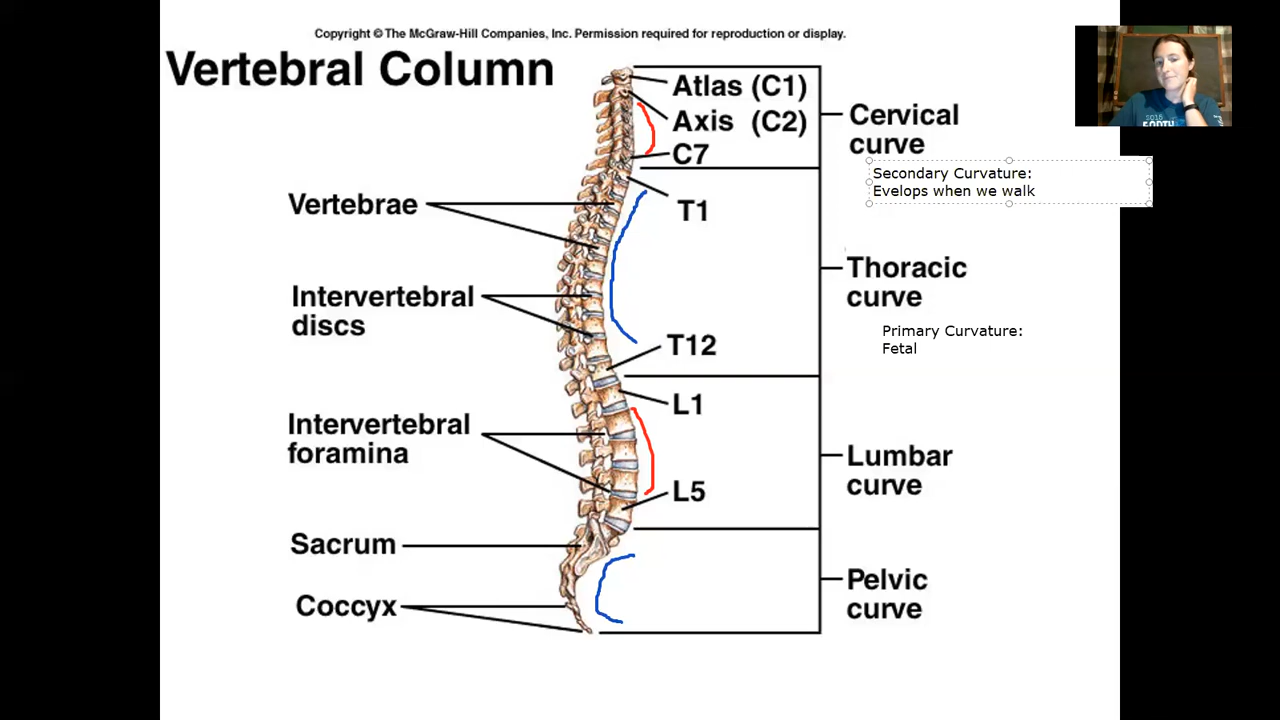 Copyright © The McGraw-Hill Companies, Inc. Permission required for reproduction or display.
Vertebral Column
Atlas (C1)
Axis (C2)
C7
Cervical
curve
Secondary Curvature:
Evelops when we walk
Vertebrae
T1
Thoracic
curve
Intervertebral
discs
Primary Curvature:
Fetal
T12
L1
Intervertebral
foramina
Lumbar
curve
L5
Sacrum
Pelvic
curve
Coccyx